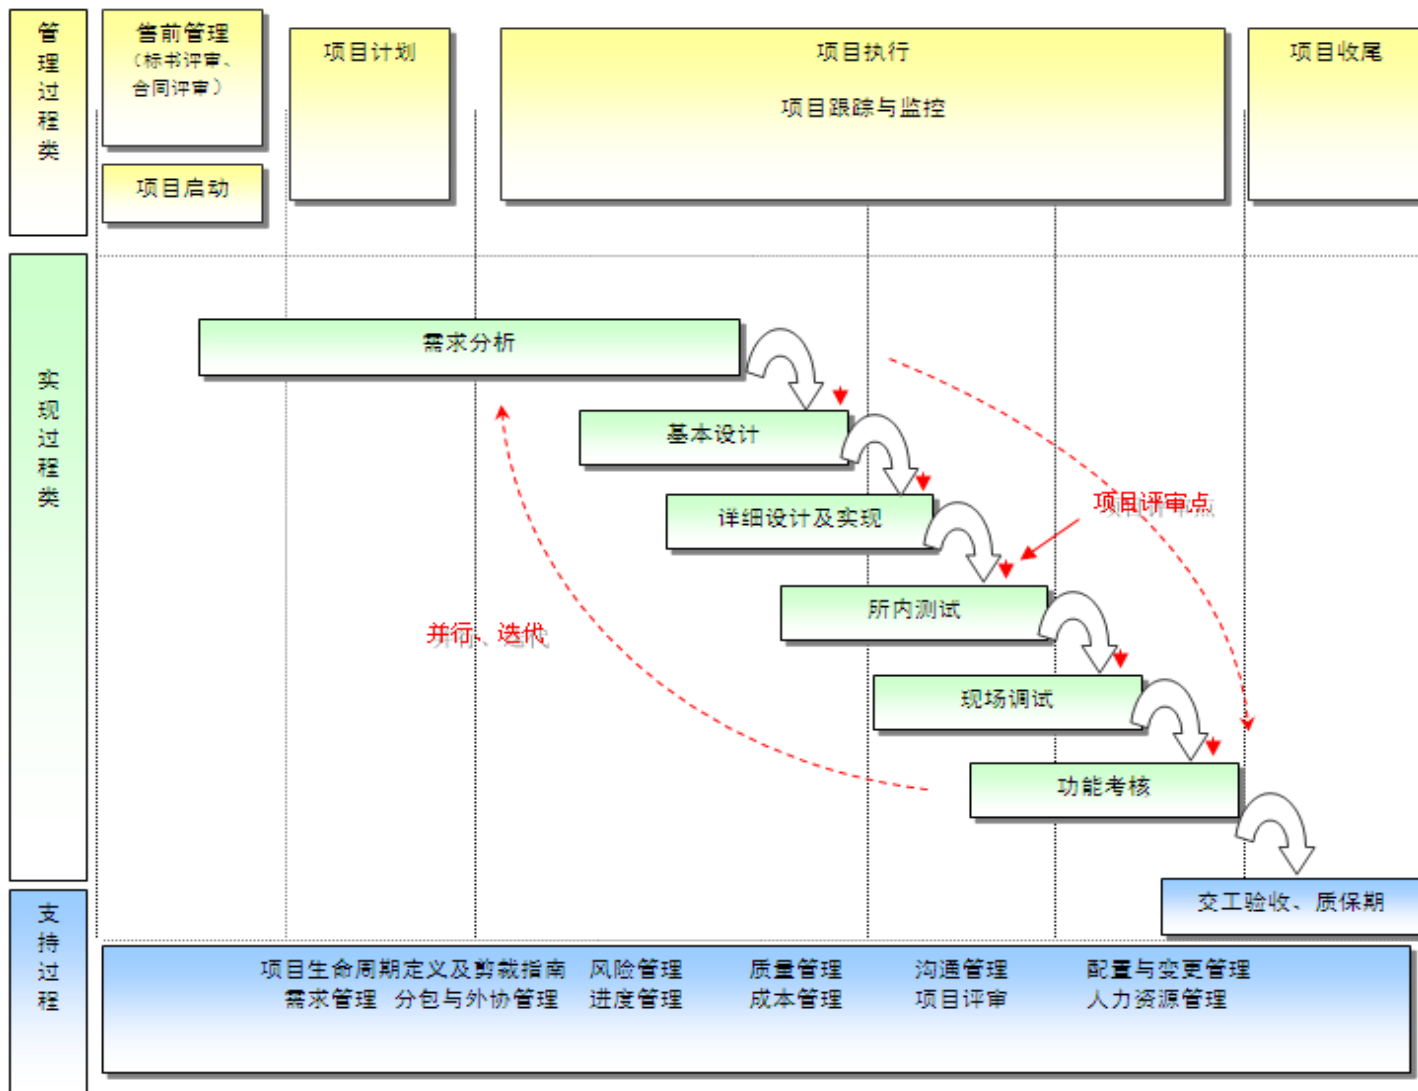 管理过程类
售前管理
（标书评审、
合同评审）
项目启动
项目计划
项目执行
项目跟踪与监控
项目收尾
实现过程类
需求分析
基本设计
详细设计及实现
项目评审点
所内测试
并行、迭代
现场调试
功能考核
交工验收、质保期
支持过程
项目生命周期定义及剪裁指南 风险管理 质量管理 沟通管理 配置与变更管理
需求管理 分包与外协管理 进度管理 成本管理 项目评审 人力资源管理